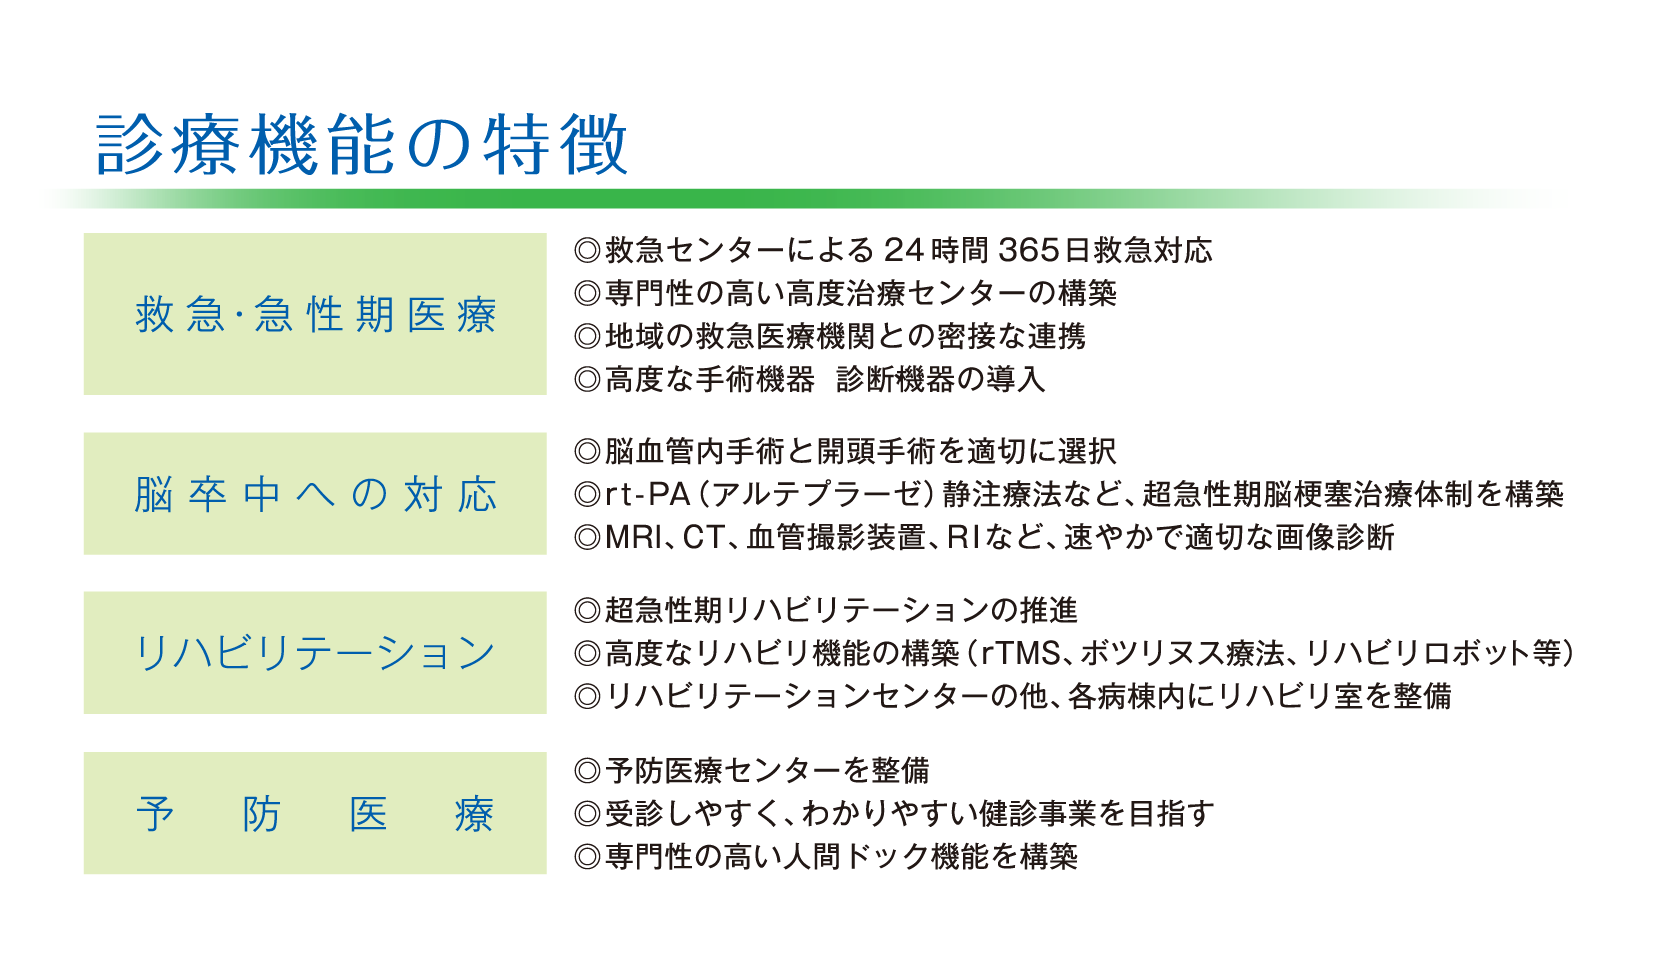 診療機能の特徴
救急・急性期医療
◎救急センターによる24時間365日救急対応
◎専門性の高い高度治療センターの構築
◎地域の救急医療機関との密接な連携
◎高度な手術機器 診断機器の導入
脳卒中への対応
◎脳血管内手術と開頭手術を適切に選択
◎rt-PA（アルテプラーゼ）静注療法など、超急性期脳梗塞治療体制を構築
◎MRI、CT、血管撮影装置、RIなど、速やかで適切な画像診断
リハビリテーション
◎超急性期リハビリテーションの推進
◎高度なリハビリ機能の構築（rTMS、ボツリヌス療法、リハビリロボット等）
◎リハビリテーションセンターの他、各病棟内にリハビリ室を整備
予防医療
◎予防医療センターを整備
◎受診しやすく、わかりやすい健診事業を目指す
◎専門性の高い人間ドック機能を構築